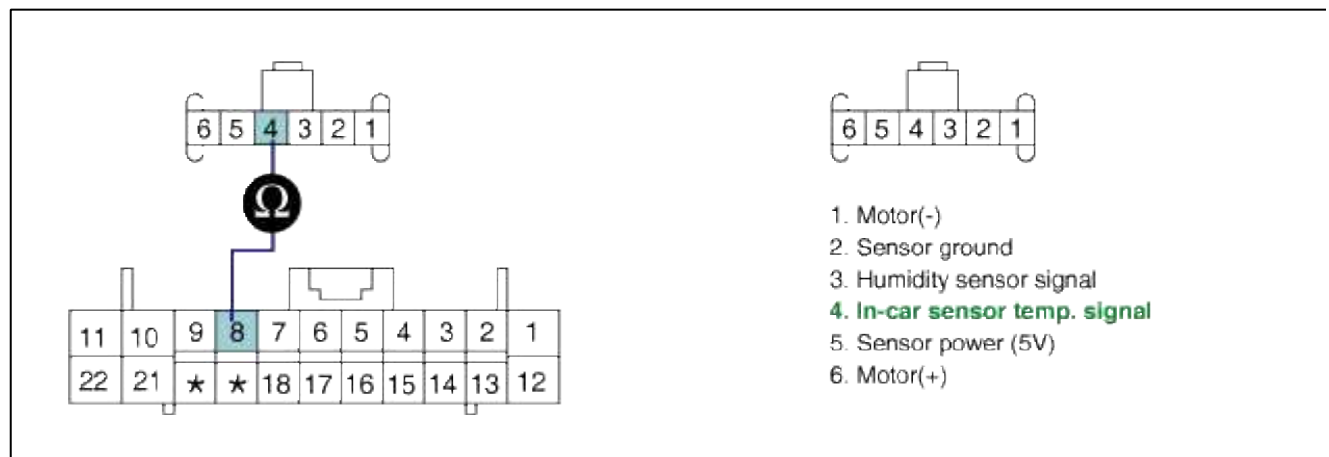 6 5 4 3 2 1
Ω
11 10 9 8 7 6 5 4 3 2 1
22 21 * * 18 17 16 15 14 13 12
6 5 4 3 2 1
1. Motor(-)
2. Sensor ground
3. Humidity sensor signal
4. In-car sensor temp. signal
5. Sensor power (5V)
6. Motor(+)